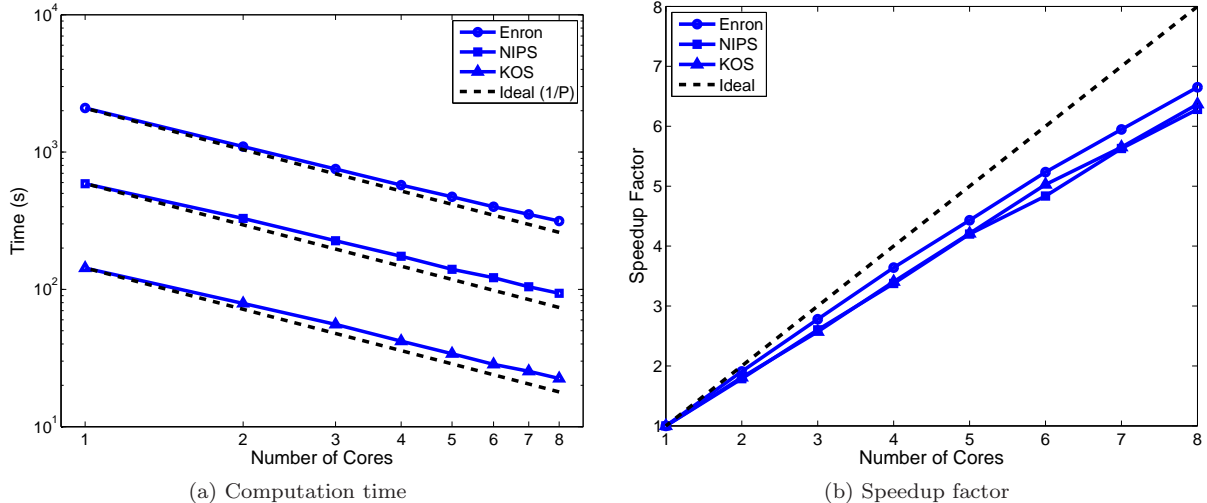 10^4
10^3
10^2
10^1
Time (s)
1 2 3 4 5 6 7 8
Number of Cores
Enron
NIPS
KOS
Ideal (1/P)
(a) Computation time
8
7
6
5
4
3
2
1
Speedup Factor
1 2 3 4 5 6 7 8
Number of Cores
Enron
NIPS
KOS
Ideal
(b) Speedup factor